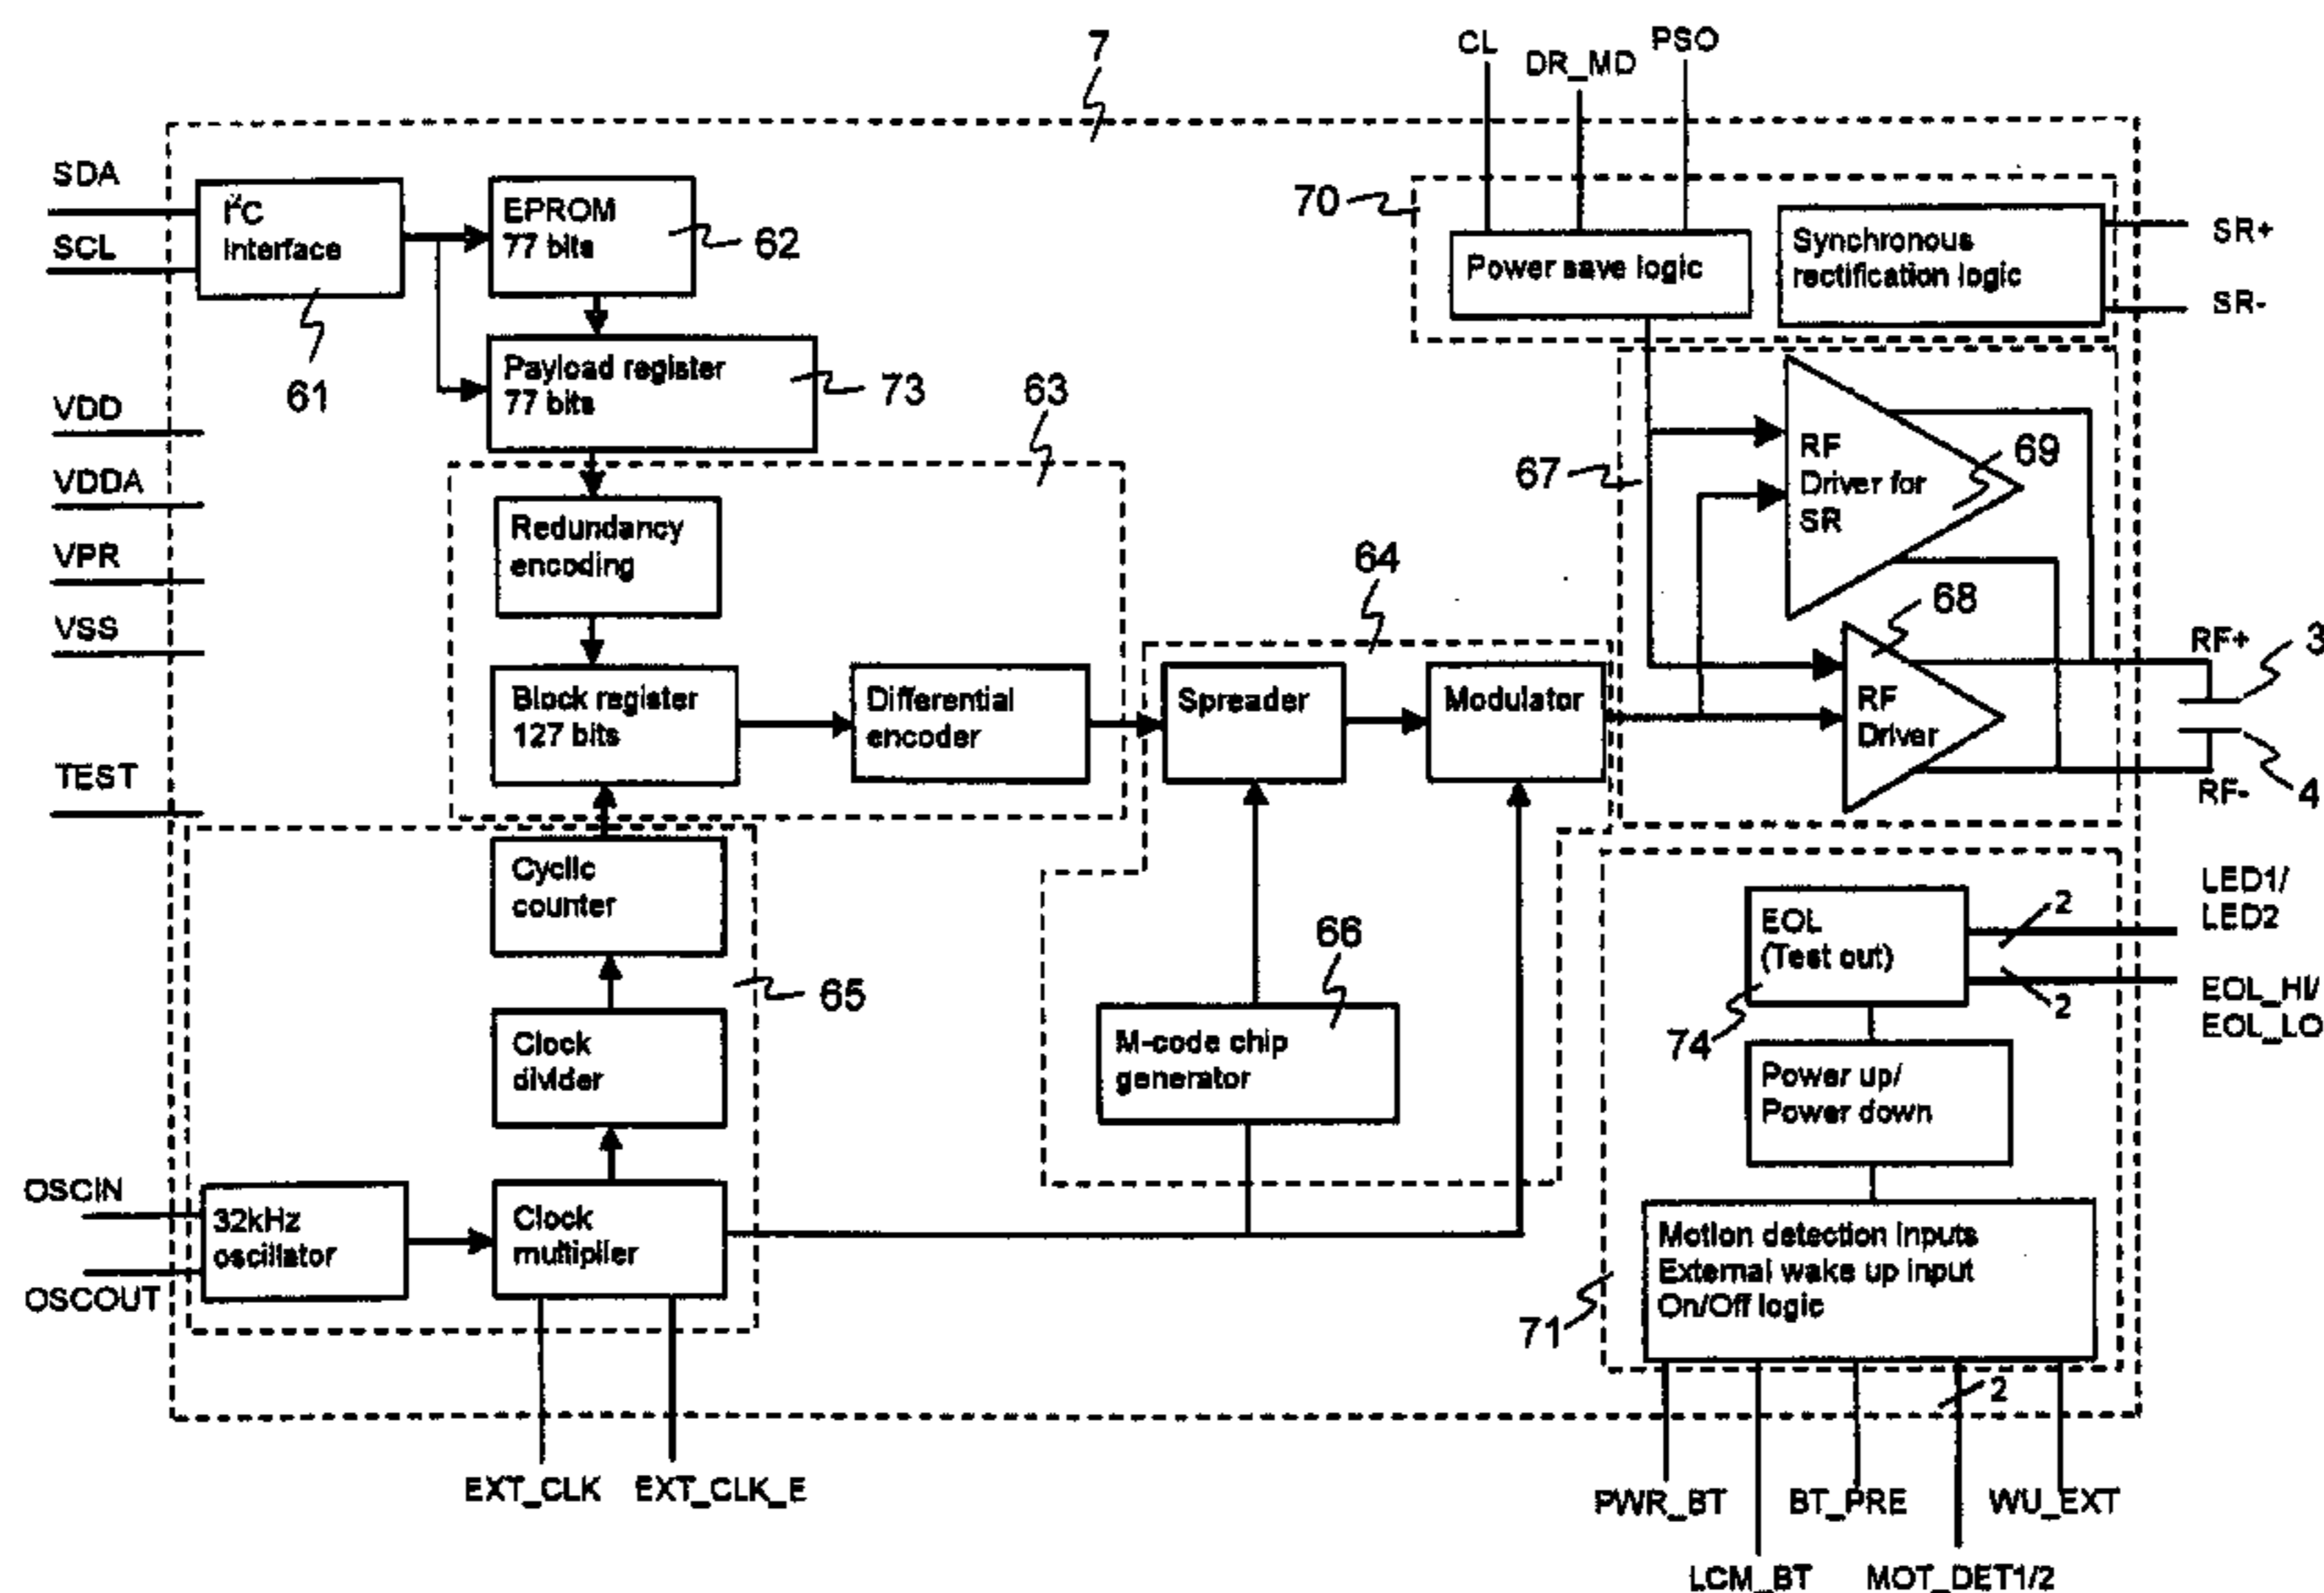 7
CL
DR_MD
PSO
SDA
SCL
I²C
Interface
61
EPROM
77 bits
62
Payload register
77 bits
73
70
Power save logic
Synchronous
rectification logic
SR+
SR-
VDD
VDDA
VPR
VSS
TEST
63
Redundancy
encoding
Block register
127 bits
Differential
encoder
64
Spreader
Modulator
67
RF
Driver for
SR
69
68
RF
Driver
RF+
3
RF-
4
Cyclic
counter
65
Clock
divider
66
M-code chip
generator
OSCIN
OSCOUT
32kHz
oscillator
Clock
multiplier
EXT_CLK
EXT_CLK_E
EOL
(Test out)
74
2
LED1/
LED2
2
EOL_HI/
EOL_LO
Power up/
Power down
Motion detection inputs
External wake up input
On/Off logic
71
2
PWR_BT
BT_PRE
WU_EXT
LCM_BT
MOT_DET1/2